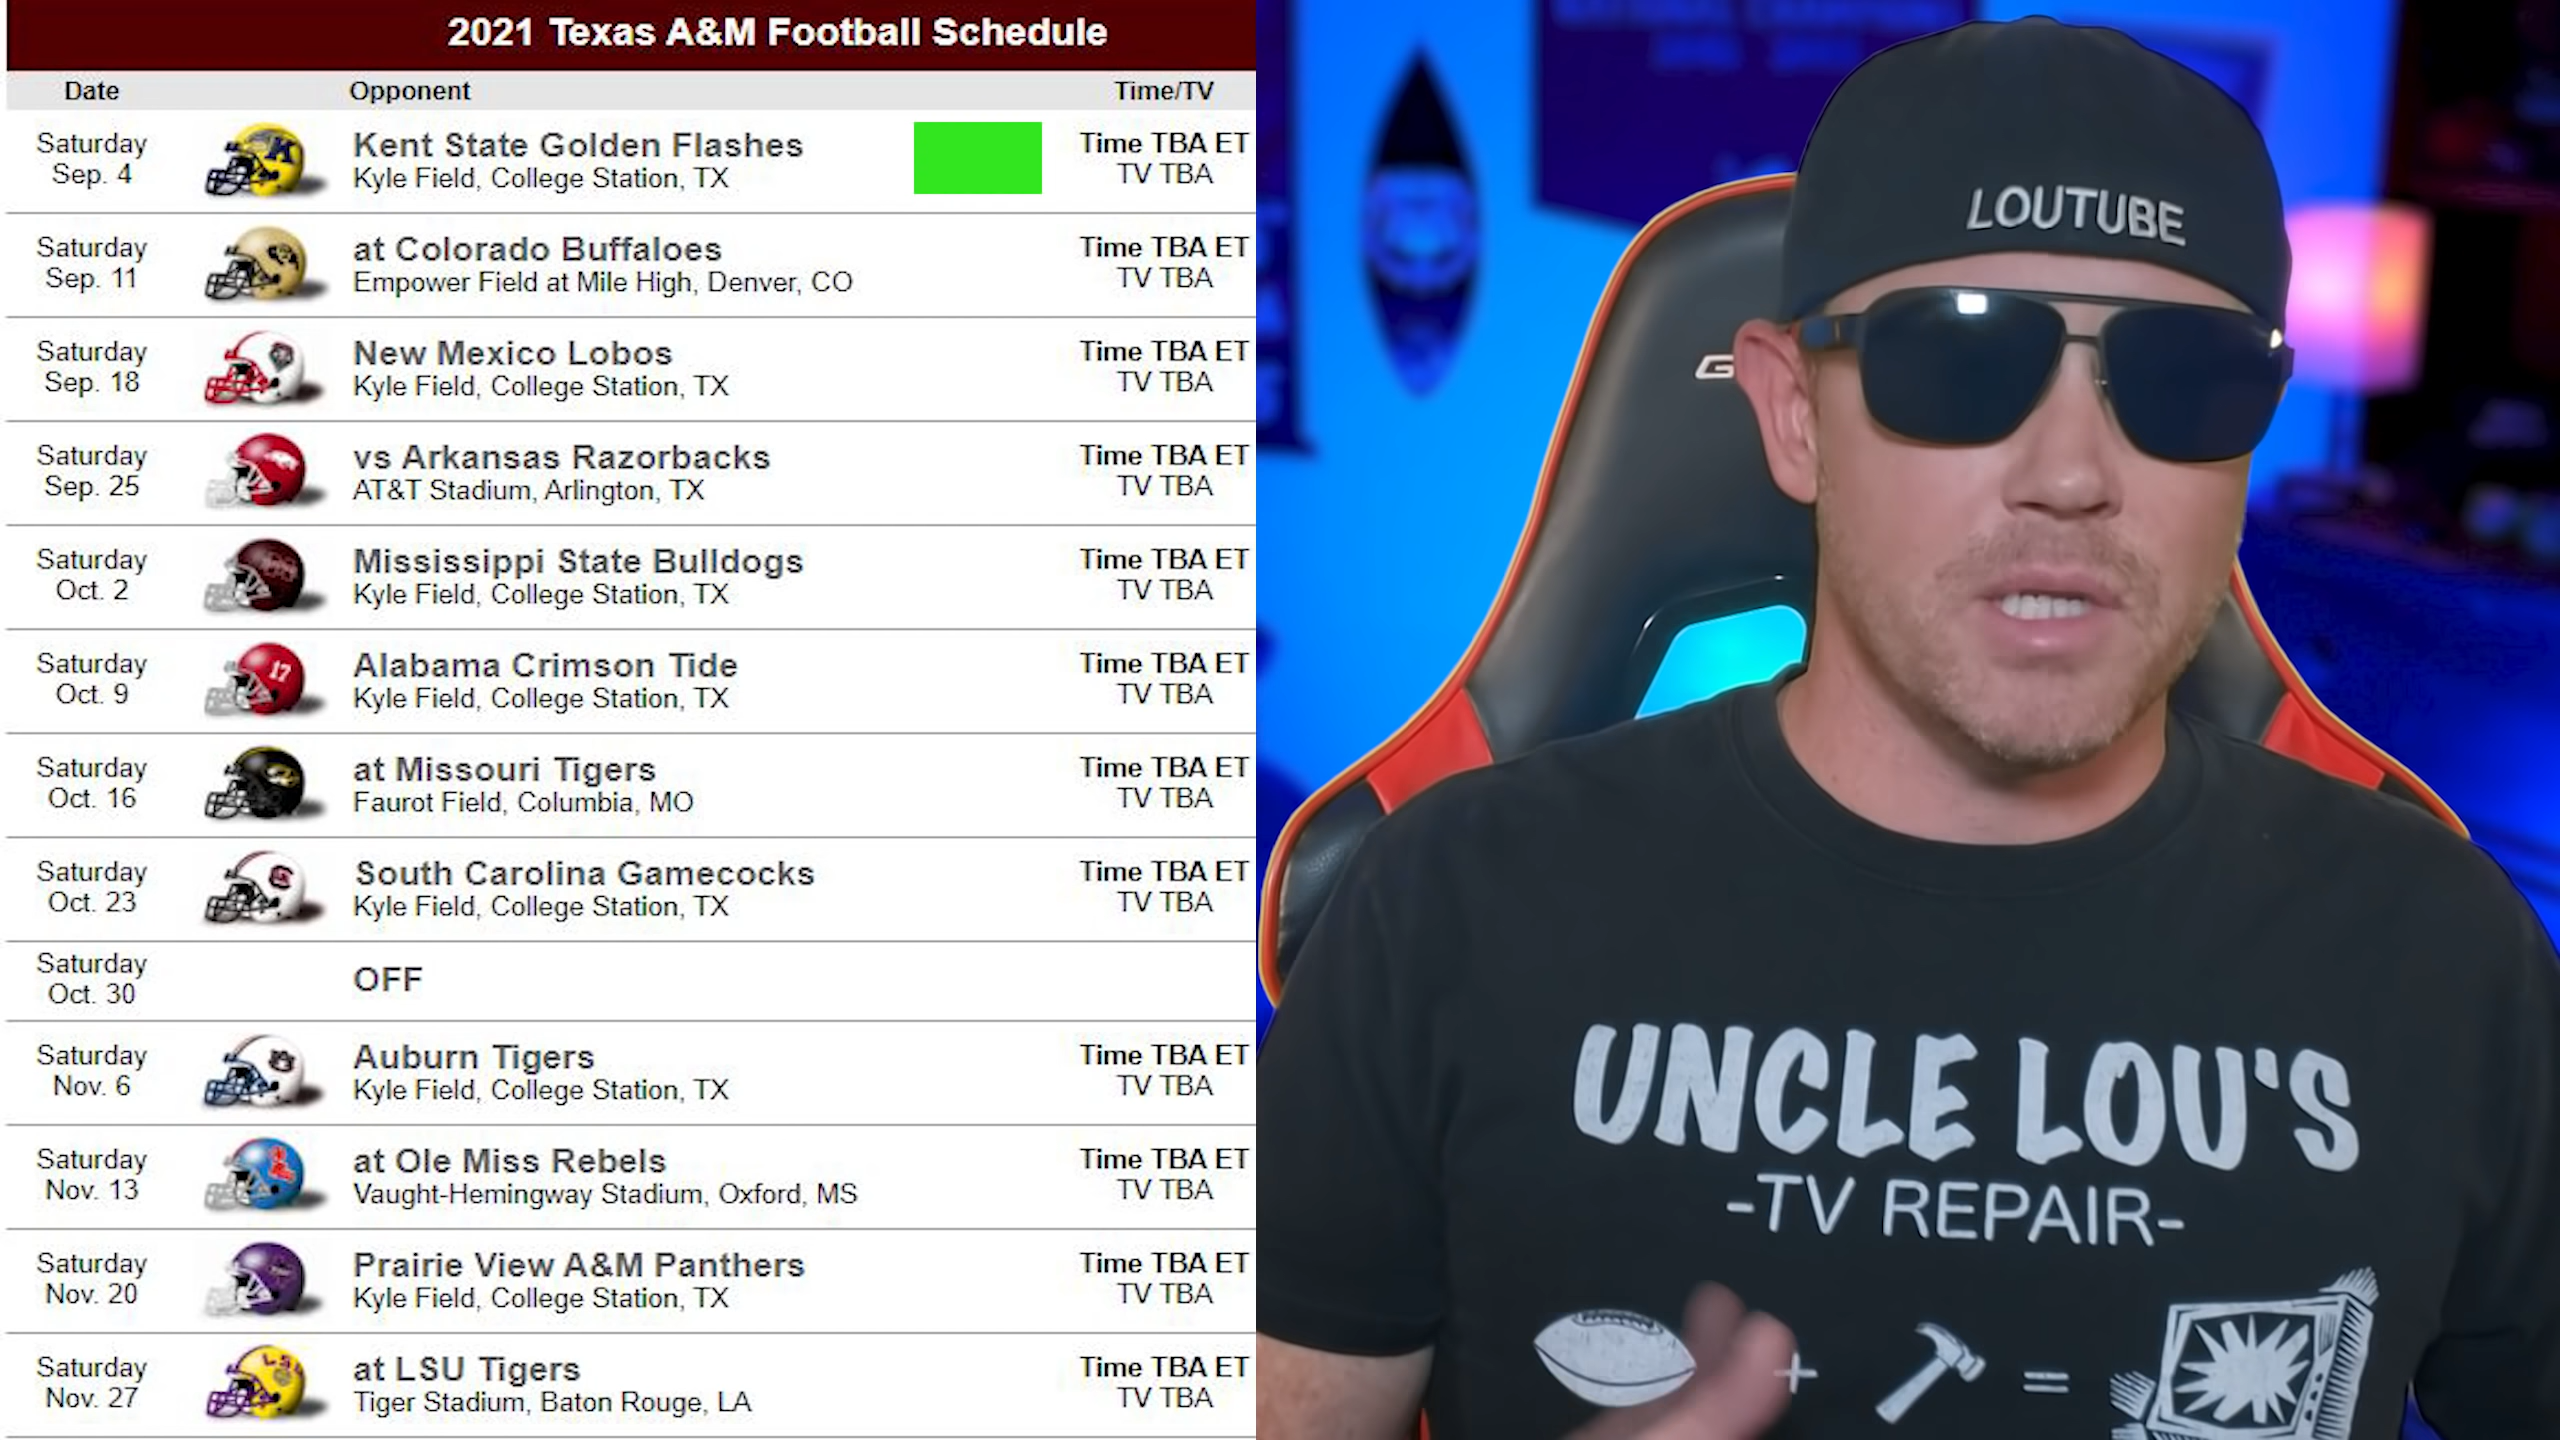 2021 Texas A&M Football Schedule
Date Opponent Time/TV
Saturday Kent State Golden Flashes Time TBA ET
Sep. 4 Kyle Field, College Station, TX TV TBA
Saturday at Colorado Buffaloes Time TBA ET
Sep. 11 Empower Field at Mile High, Denver, CO TV TBA
Saturday New Mexico Lobos Time TBA ET
Sep. 18 Kyle Field, College Station, TX TV TBA
Saturday vs Arkansas Razorbacks Time TBA ET
Sep. 25 AT&T Stadium, Arlington, TX TV TBA
Saturday Mississippi State Bulldogs Time TBA ET
Oct. 2 Kyle Field, College Station, TX TV TBA
Saturday Alabama Crimson Tide Time TBA ET
Oct. 9 Kyle Field, College Station, TX TV TBA
17
Saturday at Missouri Tigers Time TBA ET
Oct. 16 Faurot Field, Columbia, MO TV TBA
Saturday South Carolina Gamecocks Time TBA ET
Oct. 23 Kyle Field, College Station, TX TV TBA
Saturday OFF
Oct. 30
Saturday Auburn Tigers Time TBA ET
Nov. 6 Kyle Field, College Station, TX TV TBA
Saturday at Ole Miss Rebels Time TBA ET
Nov. 13 Vaught-Hemingway Stadium, Oxford, MS TV TBA
Saturday Prairie View A&M Panthers Time TBA ET
Nov. 20 Kyle Field, College Station, TX TV TBA
Saturday at LSU Tigers Time TBA ET
Nov. 27 Tiger Stadium, Baton Rouge, LA TV TBA
LSU
LOUTUBE
G
UNCLE LOU'S
-TV REPAIR-
+ =